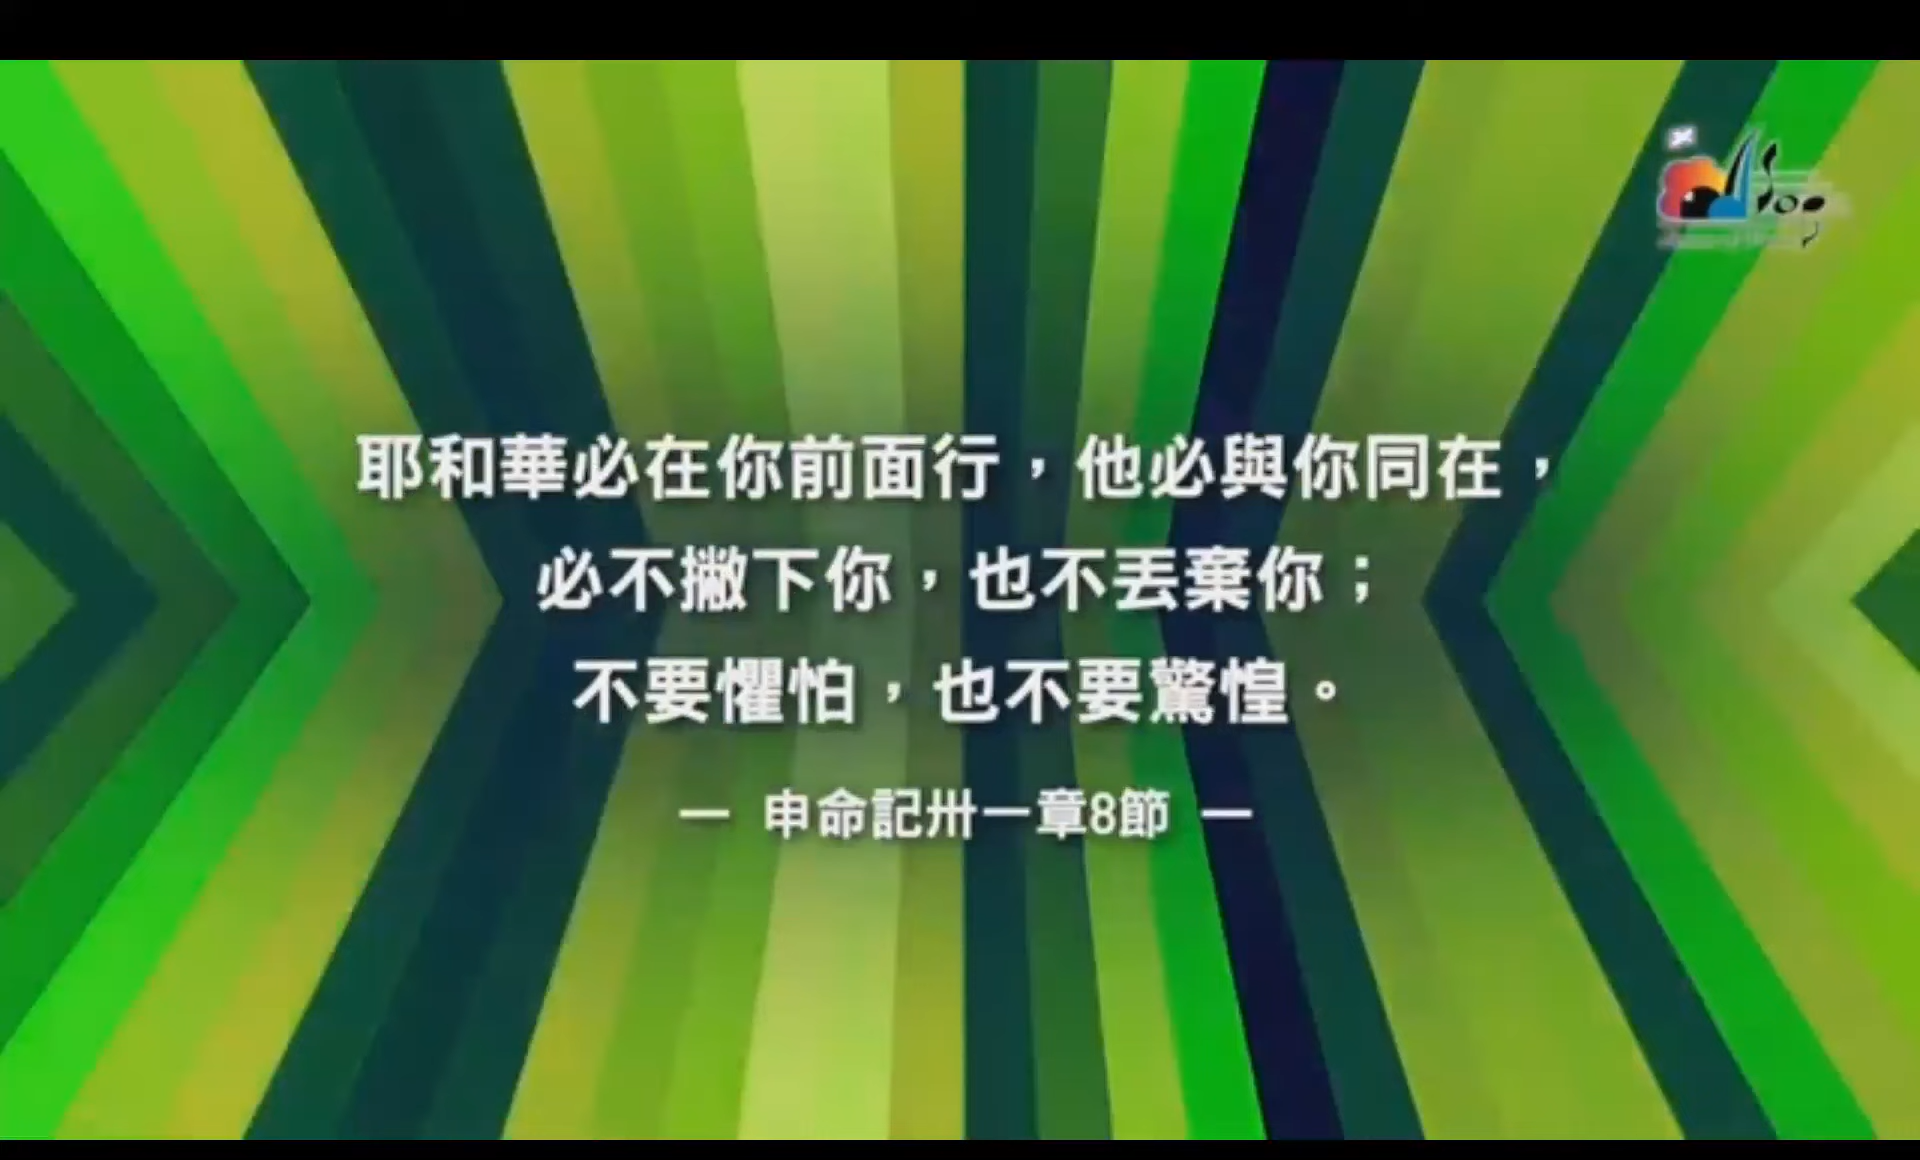 耶和華必在你前面行，他必與你同在，
必不撇下你，也不丟棄你；
不要懼怕，也不要驚惶。
— 申命記卅一章8節 —